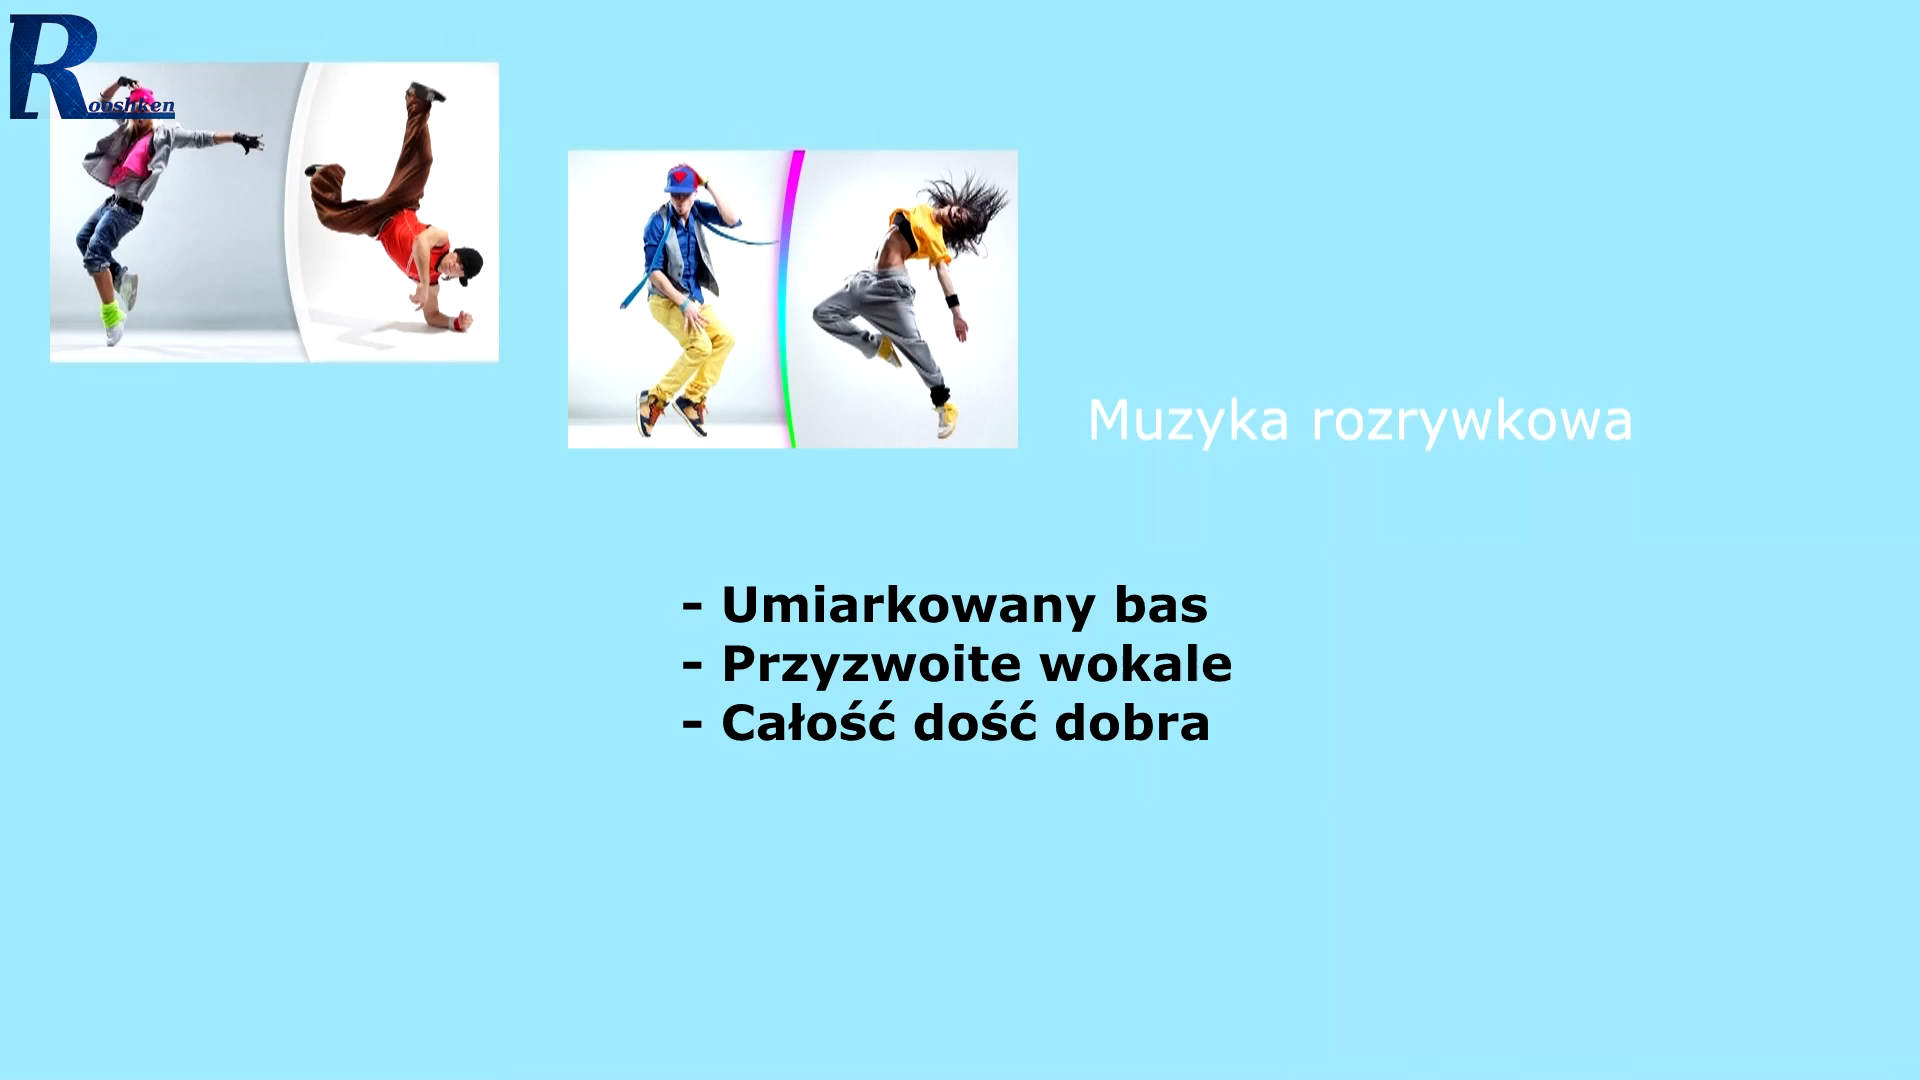 Rooshken
Muzyka rozrywkowa
- Umiarkowany bas
- Przyzwoite wokale
- Całość dość dobra